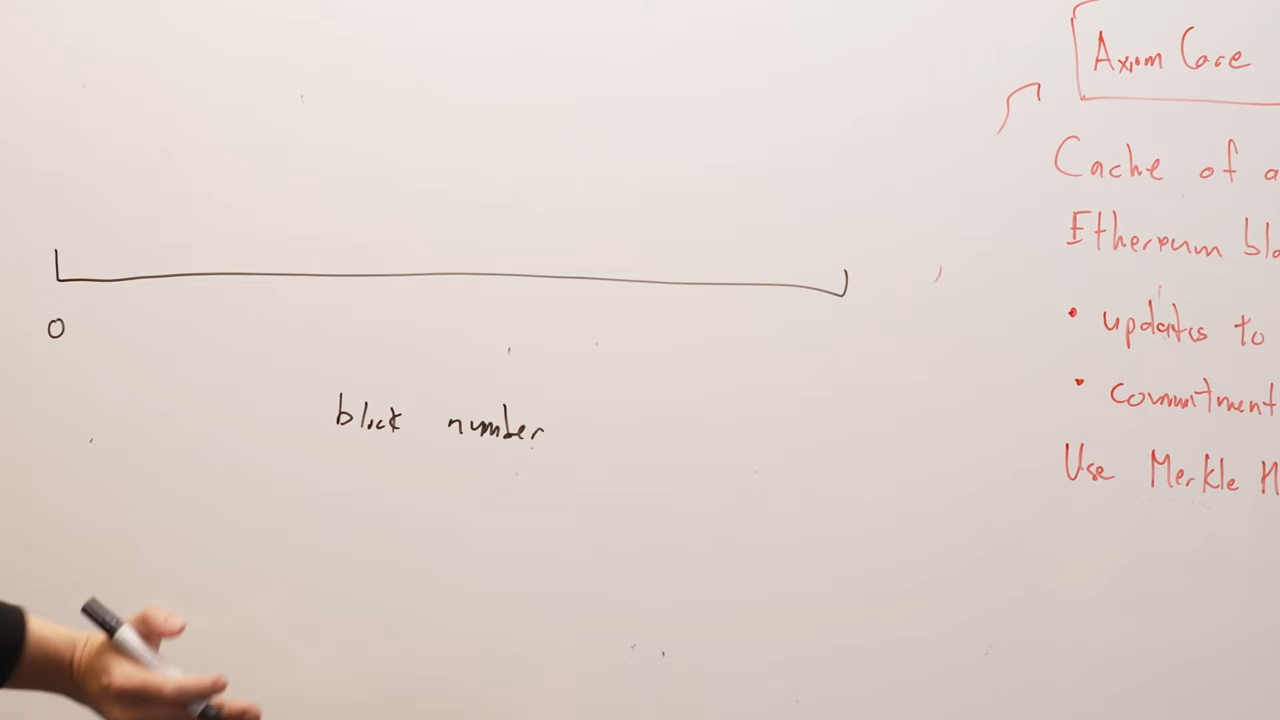 0
block number
Axiom Core
Cache of a
Ethereum blo
• updates to
• commitment
Use Merkle M